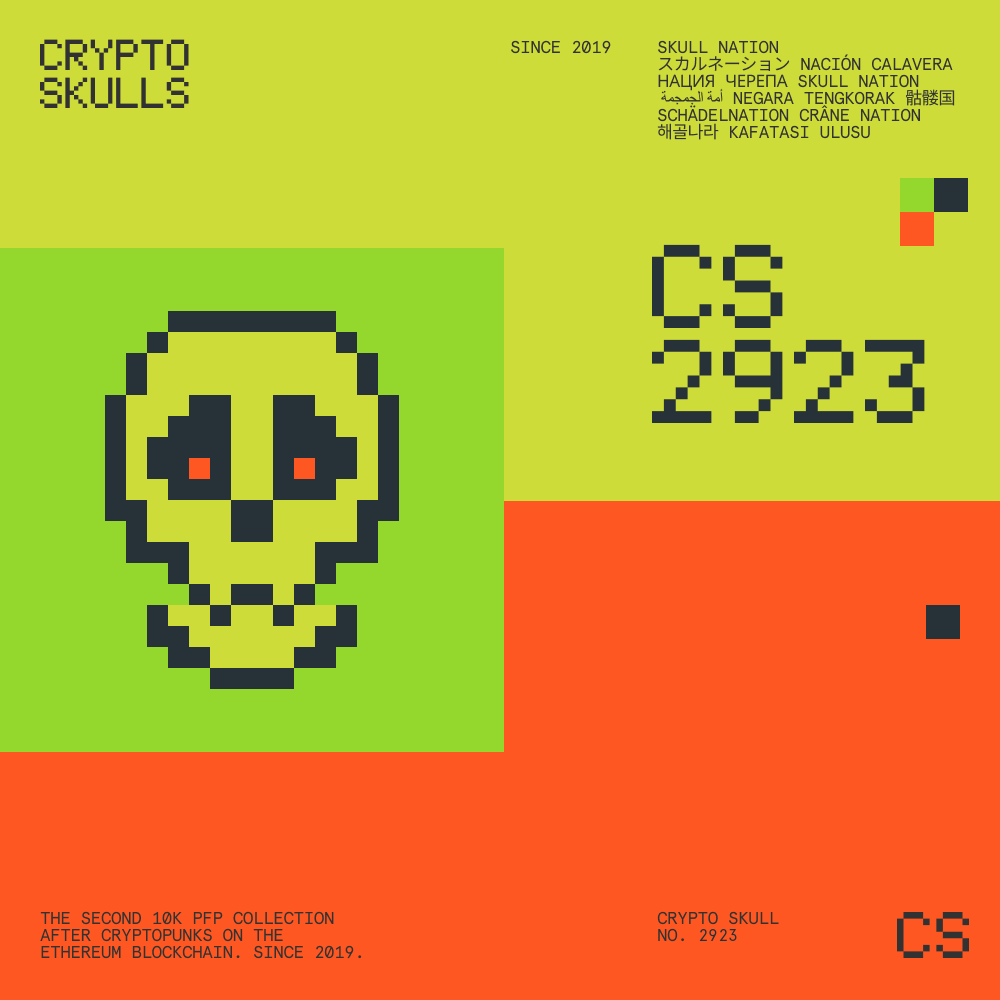 CRYPTO
SKULLS
SINCE 2019
SKULL NATION
スカルネーション NACIÓN CALAVERA
НАЦИЯ ЧЕРЕПА SKULL NATION
أمة الجمجمة NEGARA TENGKORAK 骷髅国
SCHÄDELNATION CRÂNE NATION
해골나라 KAFATASI ULUSU
CS
2923
THE SECOND 10K PFP COLLECTION
AFTER CRYPTOPUNKS ON THE
ETHEREUM BLOCKCHAIN. SINCE 2019.
CRYPTO SKULL
NO. 2923
CS